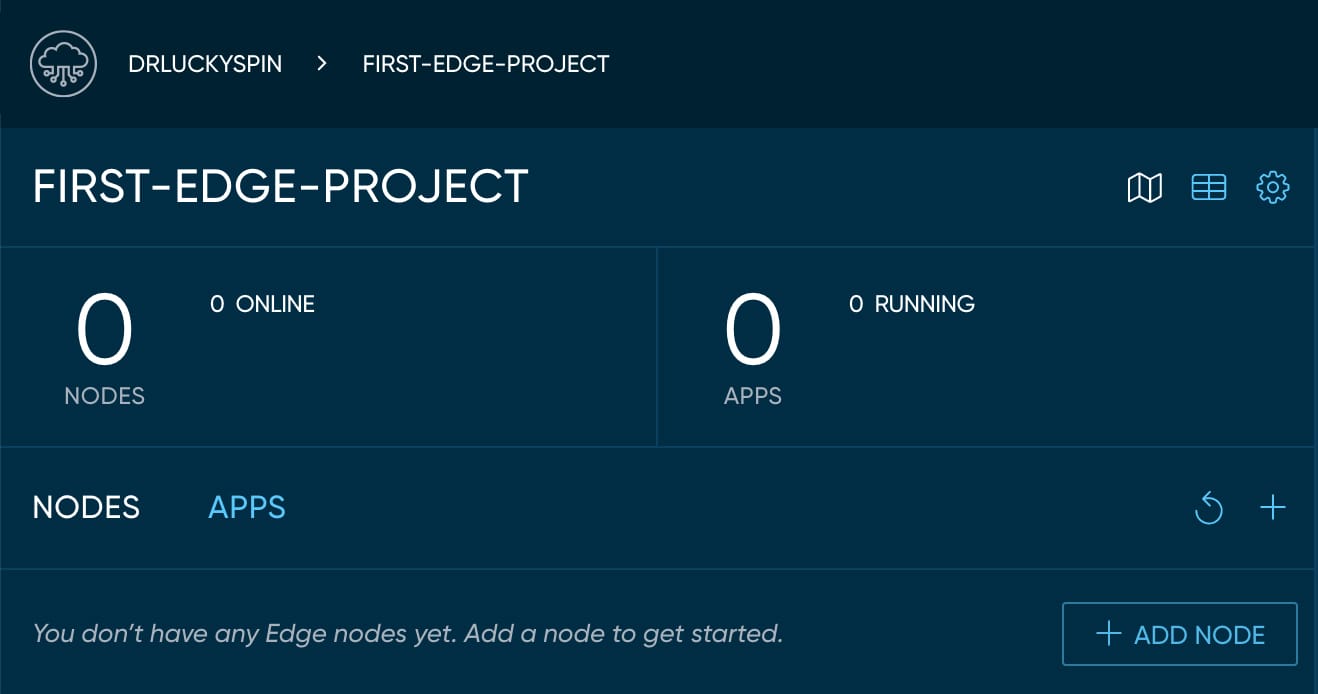 DRLUCKYSPIN > FIRST-EDGE-PROJECT
FIRST-EDGE-PROJECT
0 NODES
0 ONLINE
0 APPS
0 RUNNING
NODES APPS
You don’t have any Edge nodes yet. Add a node to get started.
+ ADD NODE